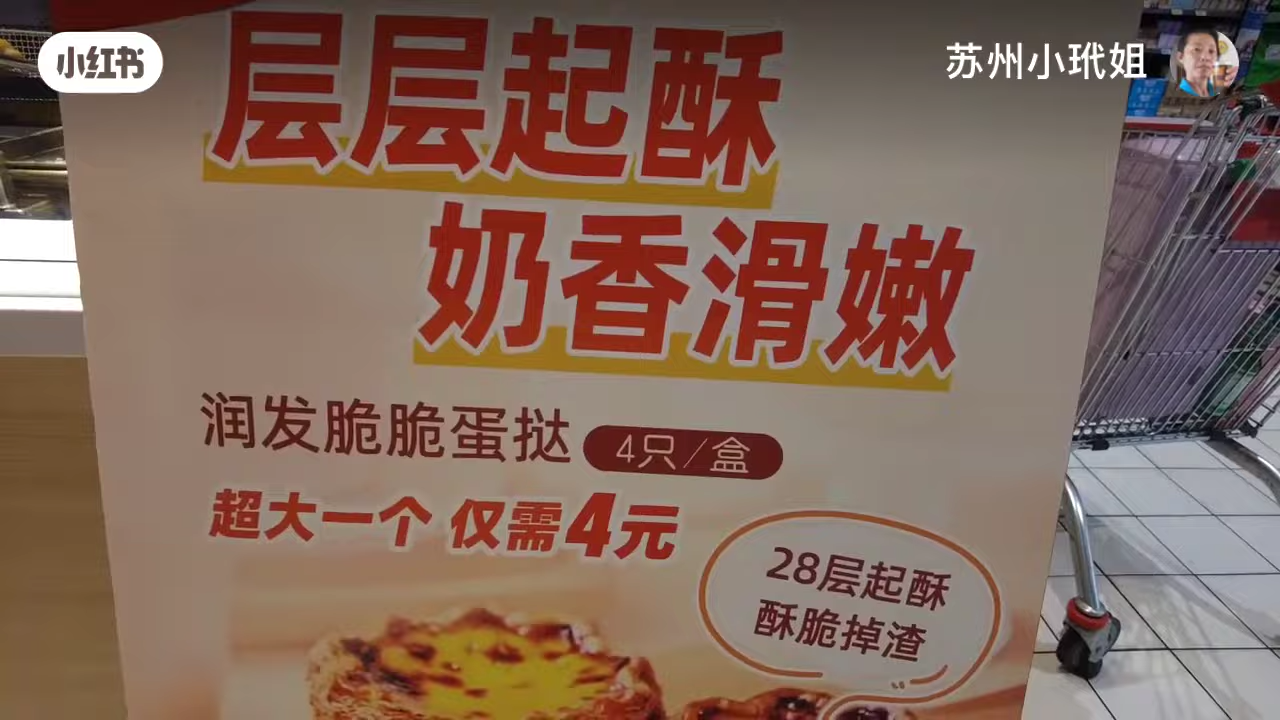 小红书
苏州小玳姐
层层起酥
奶香滑嫩
润发脆脆蛋挞 4只/盒
超大一个 仅需4元
28层起酥
酥脆掉渣